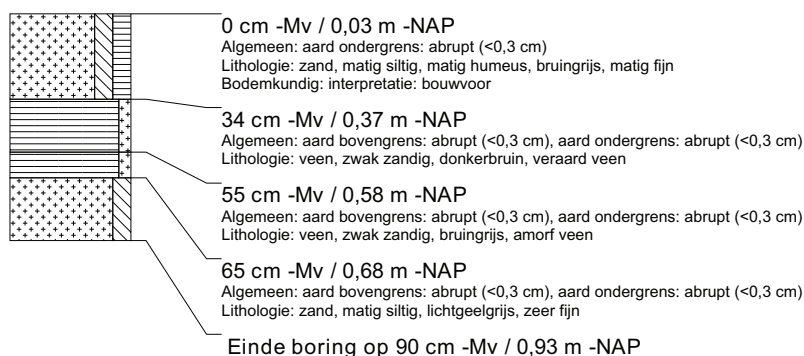 0 cm -Mv / 0,03 m -NAP
Algemeen: aard ondergrens: abrupt (<0,3 cm)
Lithologie: zand, matig siltig, matig humeus, bruingrijs, matig fijn
Bodemkundig: interpretatie: bouwvoor
34 cm -Mv / 0,37 m -NAP
Algemeen: aard bovengrens: abrupt (<0,3 cm), aard ondergrens: abrupt (<0,3 cm)
Lithologie: veen, zwak zandig, donkerbruin, veraard veen
55 cm -Mv / 0,58 m -NAP
Algemeen: aard bovengrens: abrupt (<0,3 cm), aard ondergrens: abrupt (<0,3 cm)
Lithologie: veen, zwak zandig, bruingrijs, amorf veen
65 cm -Mv / 0,68 m -NAP
Algemeen: aard bovengrens: abrupt (<0,3 cm), aard ondergrens: abrupt (<0,3 cm)
Lithologie: zand, matig siltig, lichtgeelgrijs, zeer fijn
Einde boring op 90 cm -Mv / 0,93 m -NAP